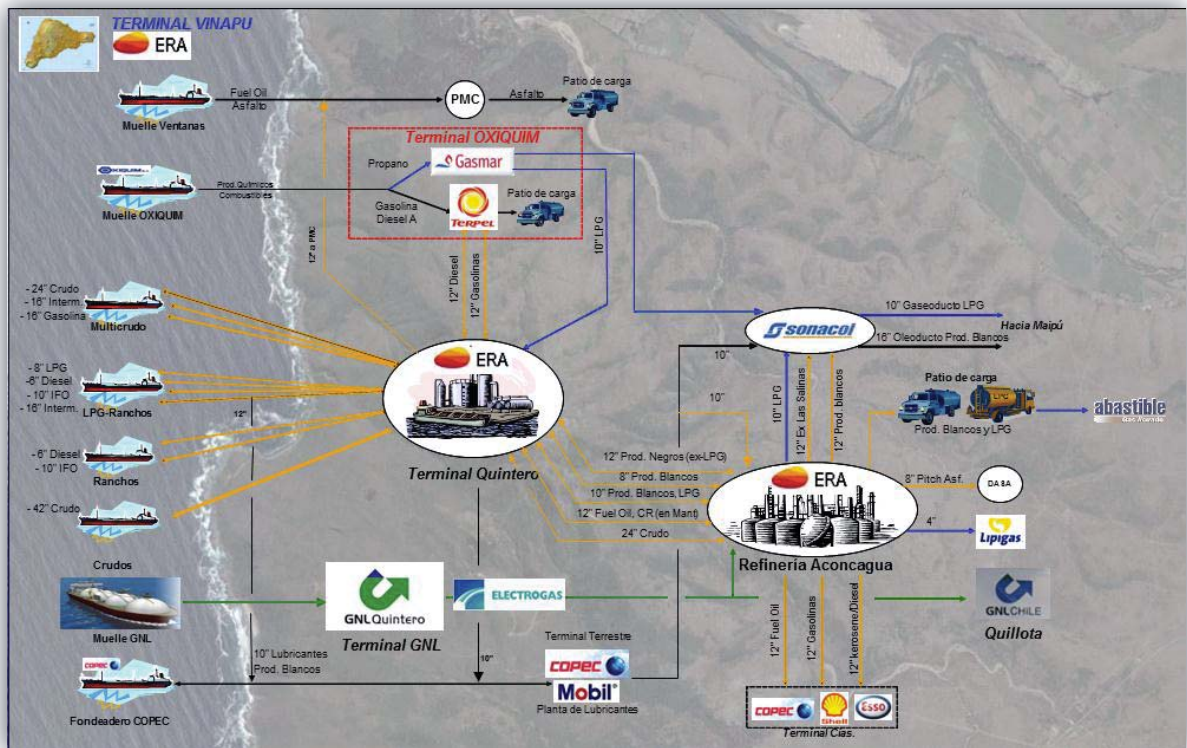 TERMINAL VINAPU
ERA
Fuel Oil
Asfalto
Muelle Ventanas
PMC
Asfalto
Patio de carga
Terminal OXIQUIM
OXIQUIM
Muelle OXIQUIM
Prod. Químicos
Combustibles
Propano
Gasmar
Gasolina
Diesel A
TERPEL
Patio de carga
12" a PMC
12" Diesel
12" Gasolinas
10" LPG
- 24" Crudo
- 16" Interm.
- 16" Gasolina
Multicrudo
- 8" LPG
-6" Diesel
- 10" IFO
- 16" Interm.
LPG-Ranchos
12"
- 6" Diesel
- 10" IFO
Ranchos
- 42" Crudo
Crudos
ERA
Terminal Quintero
sonacol
10" Gaseoducto LPG
Hacia Maipú
16" Oleoducto Prod. Blancos
10"
10"
10" LPG
12" Ex Las Salinas
12" Prod. blancos
Patio de carga
LPG
Prod. Blancos y LPG
abastible
12" Prod. Negros (ex-LPG)
8" Prod. Blancos
10" Prod. Blancos, LPG
12" Fuel Oil, CR (en Mant)
24" Crudo
ERA
Refinería Aconcagua
8" Pitch Asf.
DASA
4"
Lipigas
Muelle GNL
GNLQuintero
Terminal GNL
ELECTROGAS
GNLCHILE
Quillota
12" Fuel Oil
12" Gasolinas
12" kerosene/Diesel
COPEC
Fondeadero COPEC
10" Lubricantes
Prod. Blancos
10"
Terminal Terrestre
COPEC
Mobil®
Planta de Lubricantes
COPEC
Shell
Esso
Terminal Cías.